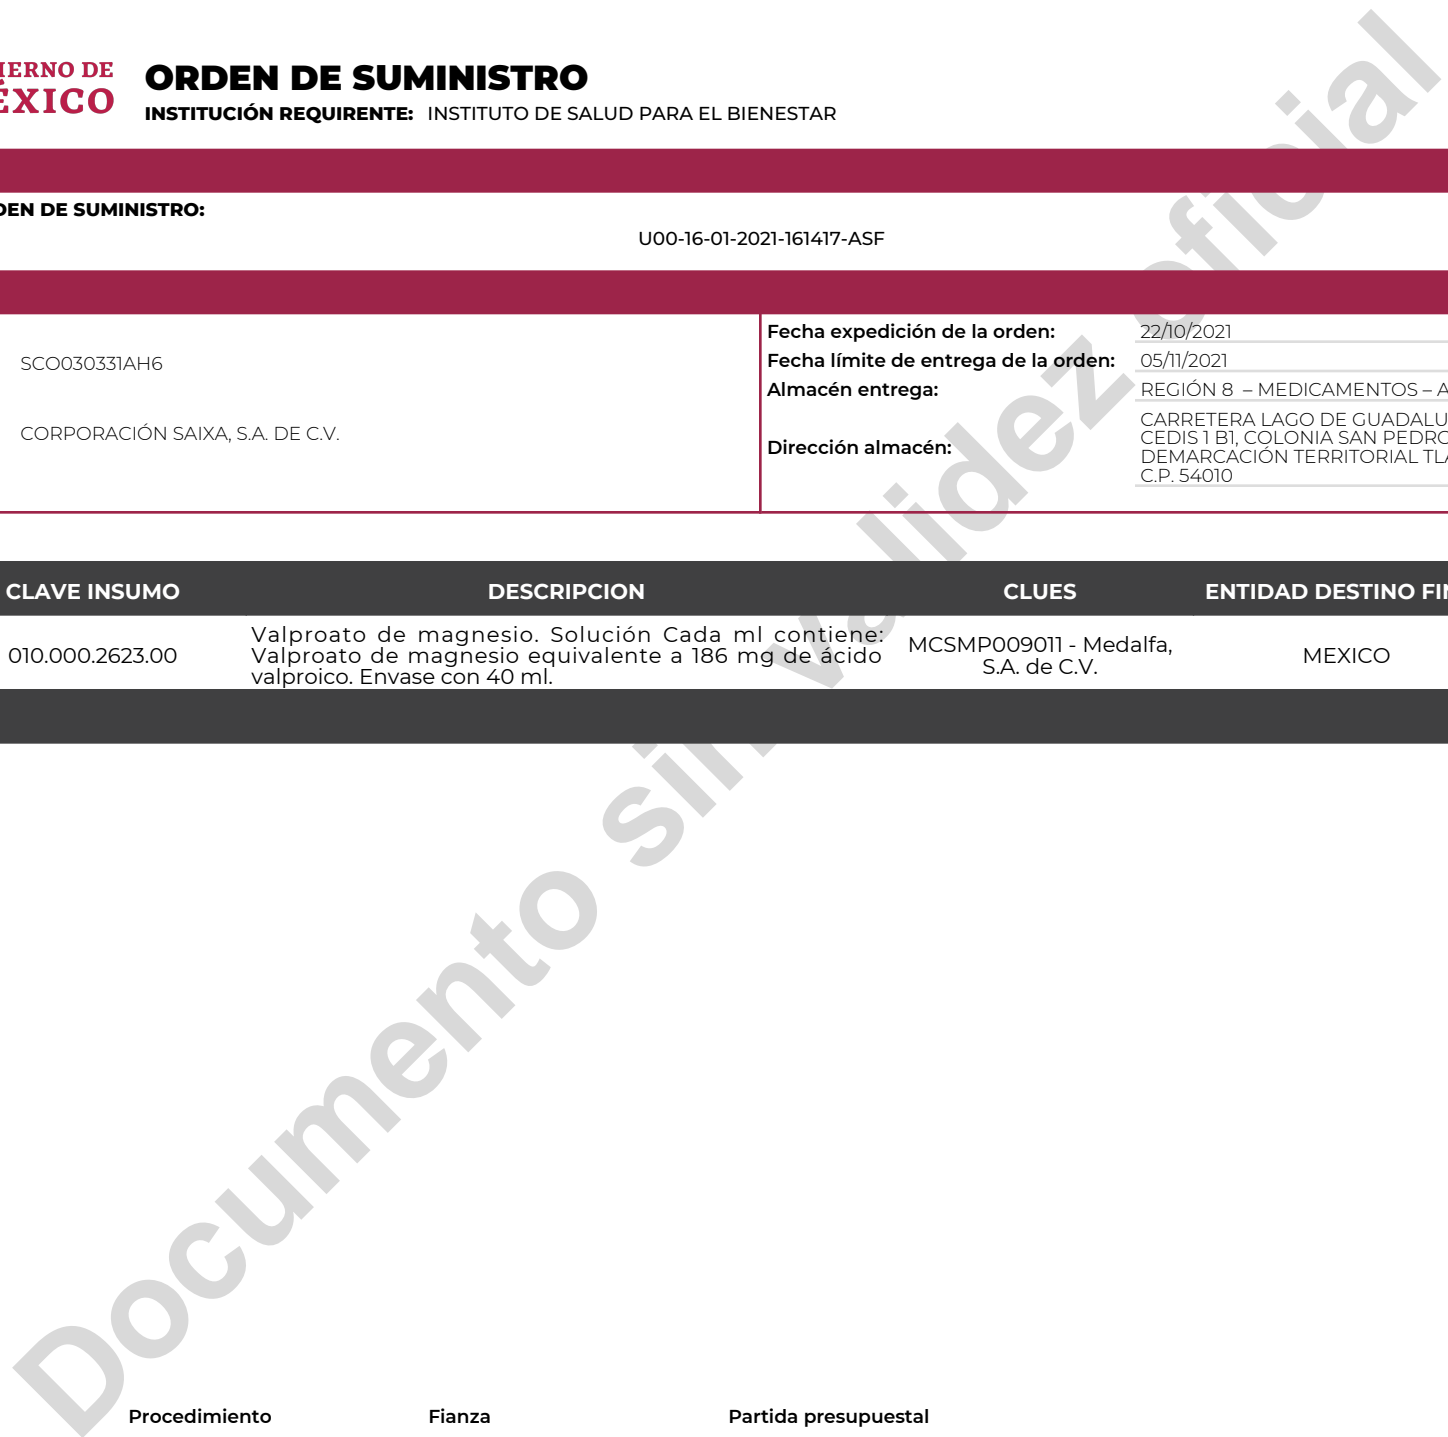 IERNO DE
ÉXICO
ORDEN DE SUMINISTRO
INSTITUCIÓN REQUIRENTE: INSTITUTO DE SALUD PARA EL BIENESTAR
DEN DE SUMINISTRO:
U00-16-01-2021-161417-ASF
SCO030331AH6
CORPORACIÓN SAIXA, S.A. DE C.V.
Fecha expedición de la orden: 22/10/2021
Fecha límite de entrega de la orden: 05/11/2021
Almacén entrega: REGIÓN 8 – MEDICAMENTOS – A
Dirección almacén:
CARRETERA LAGO DE GUADALU
CEDIS 1 B1, COLONIA SAN PEDRO
DEMARCACIÓN TERRITORIAL TLA
C.P. 54010
CLAVE INSUMO DESCRIPCION CLUES ENTIDAD DESTINO FIN
010.000.2623.00
Valproato de magnesio. Solución Cada ml contiene:
Valproato de magnesio equivalente a 186 mg de ácido
valproico. Envase con 40 ml.
MCSMP009011 - Medalfa,
S.A. de C.V.
MEXICO
Documento sin validez oficial
Procedimiento Fianza Partida presupuestal